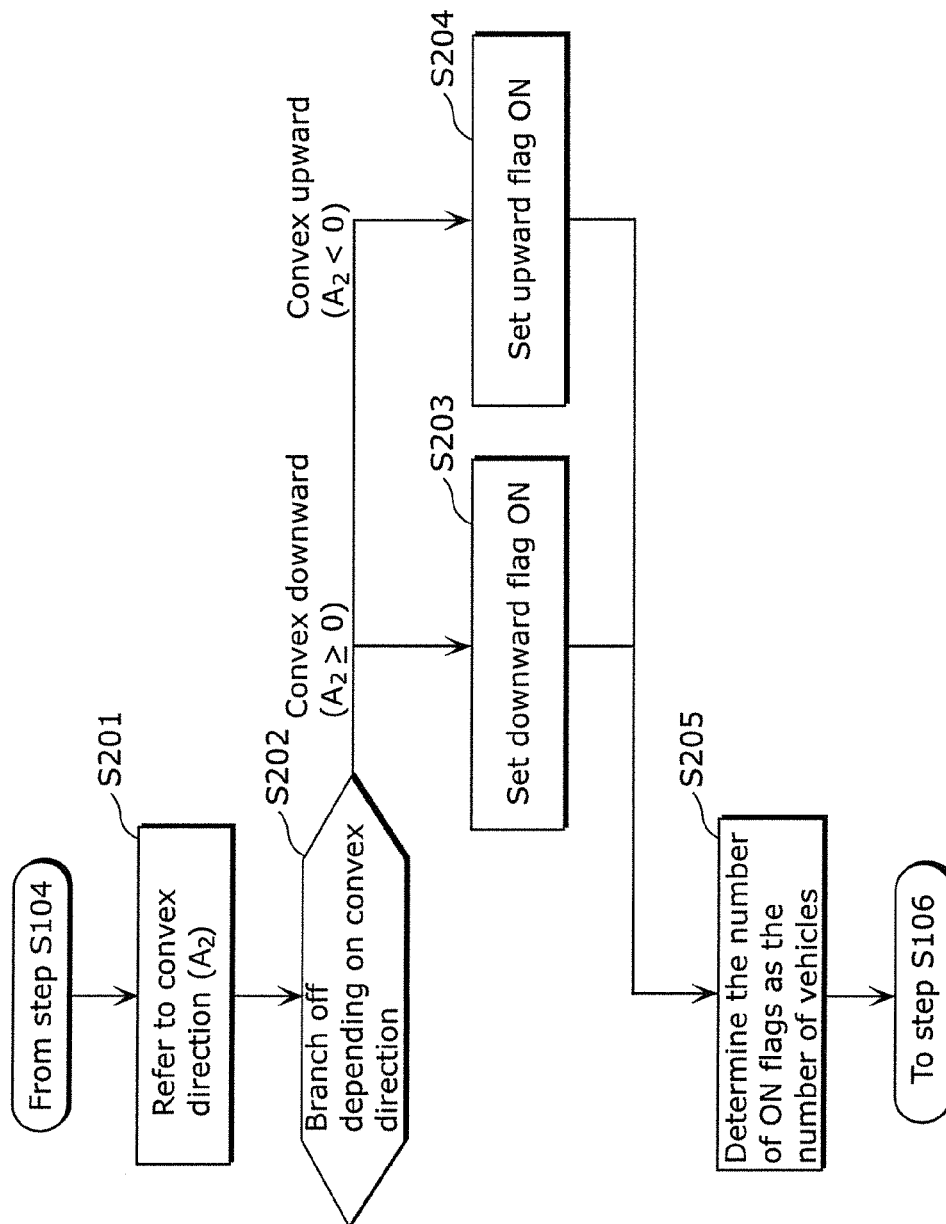 From step S104
S201
Refer to convex
direction (A₂)
S202
Branch off
depending on convex
direction
Convex downward
(A₂ ≥ 0)
Convex upward
(A₂ < 0)
S203
Set downward flag ON
S204
Set upward flag ON
S205
Determine the number
of ON flags as the
number of vehicles
To step S106